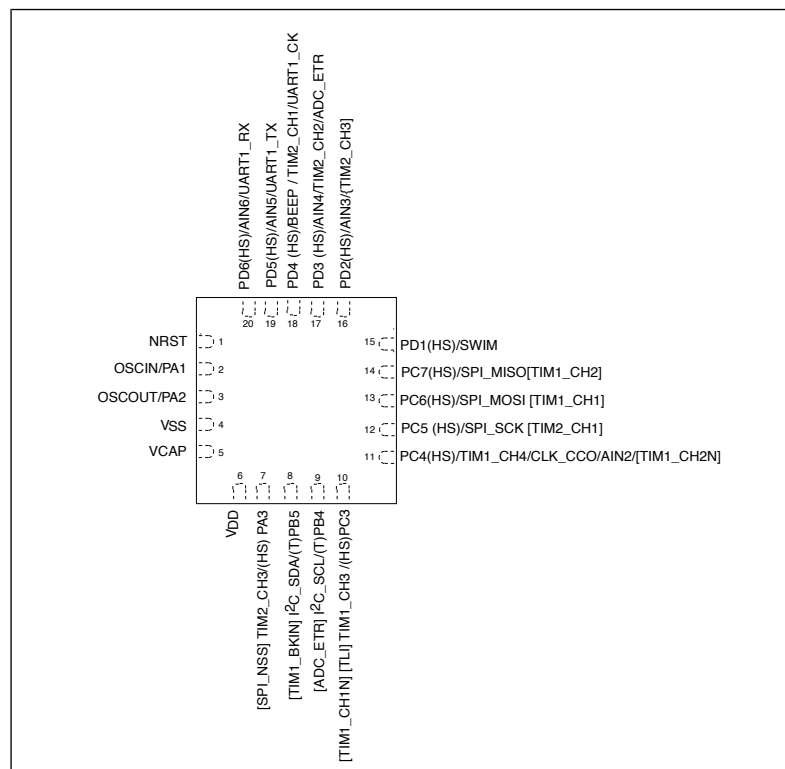 PD6(HS)/AIN6/UART1_RX
PD5(HS)/AIN5/UART1_TX
PD4 (HS)/BEEP / TIM2_CH1/UART1_CK
PD3 (HS)/AIN4/TIM2_CH2/ADC_ETR
PD2(HS)/AIN3/{TIM2_CH3]
20
19
18
17
16
NRST
1
OSCIN/PA1
2
OSCOUT/PA2
3
VSS
4
VCAP
5
15
PD1(HS)/SWIM
14
PC7(HS)/SPI_MISO[TIM1_CH2]
13
PC6(HS)/SPI_MOSI [TIM1_CH1]
12
PC5 (HS)/SPI_SCK [TIM2_CH1]
11
PC4(HS)/TIM1_CH4/CLK_CCO/AIN2/[TIM1_CH2N]
6
7
8
9
10
VDD
[SPI_NSS] TIM2_CH3/(HS) PA3
[TIM1_BKIN] I²C_SDA/(T)PB5
[ADC_ETR] I²C_SCL/(T)PB4
[TIM1_CH1N] [TLI] TIM1_CH3 /(HS)PC3